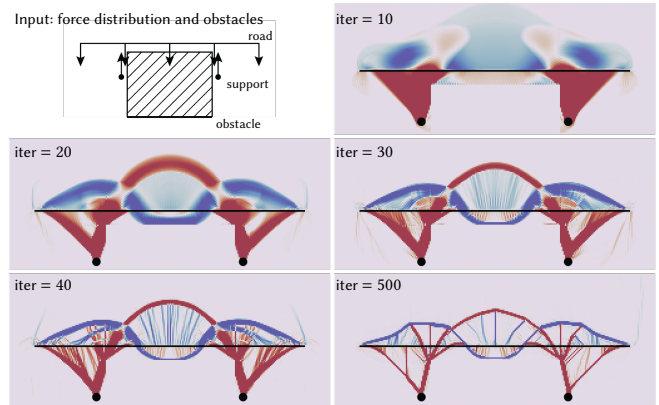 Input: force distribution and obstacles
road
support
obstacle
iter = 10
iter = 20
iter = 30
iter = 40
iter = 500